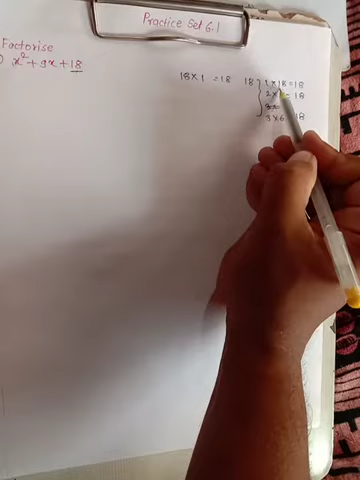 Practice Set 6.1
Factorise
) x² + 9x + 18
18 × 1 = 18 18 1 × 18 = 18
2 × = 18
3 × 6 18